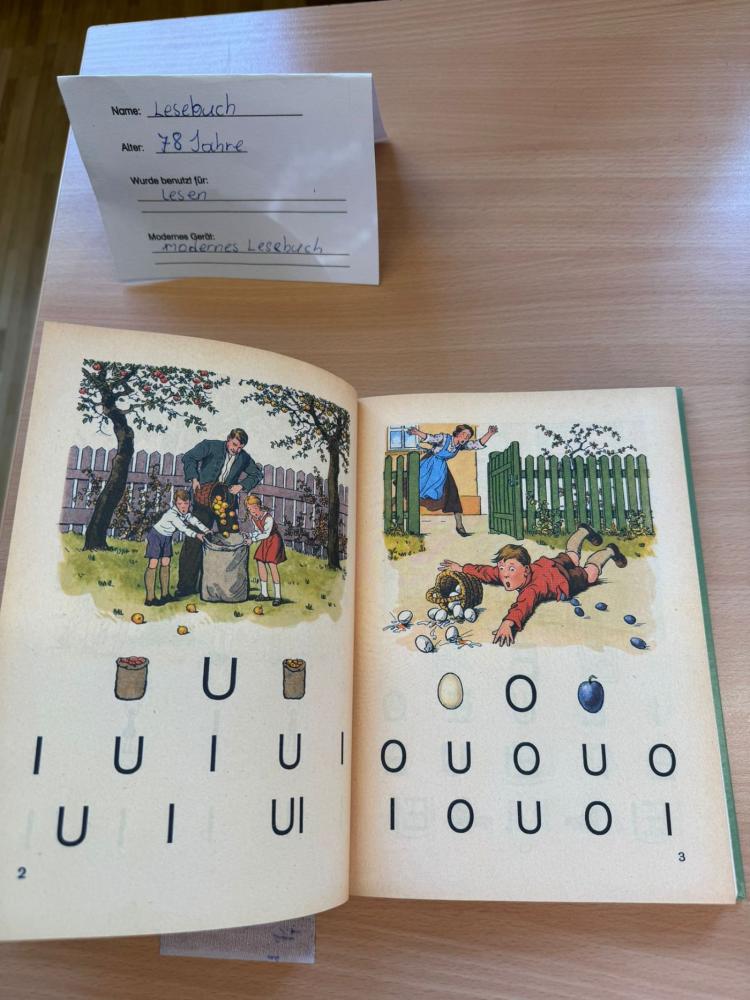 Name: Lesebuch
Alter: 78 Jahre
Wurde benutzt für:
Lesen
Modernes Gerät:
modernes Lesebuch
U
I U I U I
U I UI
2
O
O U O U O
I O U O I
3